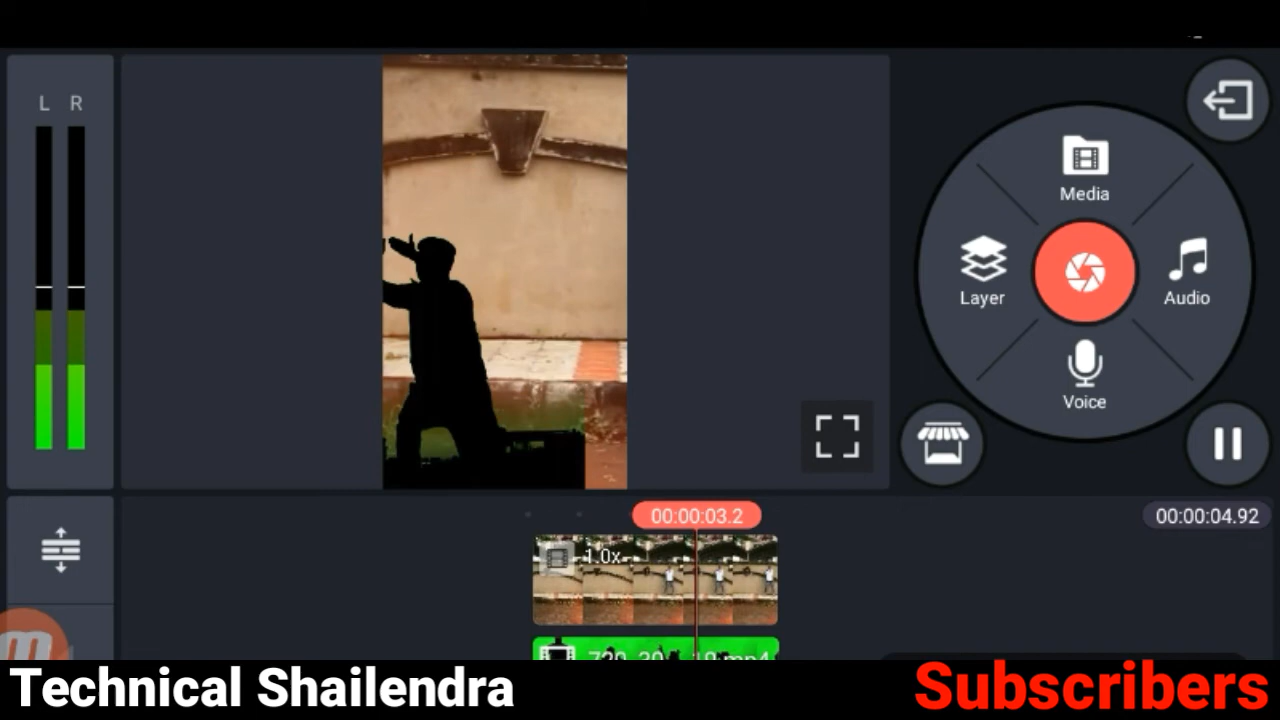 L R
Media
Layer
Audio
Voice
00:00:03.2
00:00:04.92
1.0x
Technical Shailendra
Subscribers